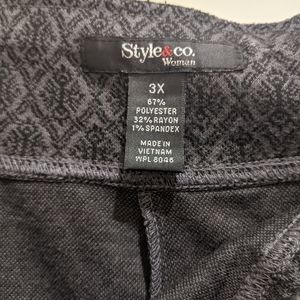 Style&co.
Woman
3X
67%
POLYESTER
32% RAYON
1% SPANDEX
MADE IN
VIETNAM
WPL 8046